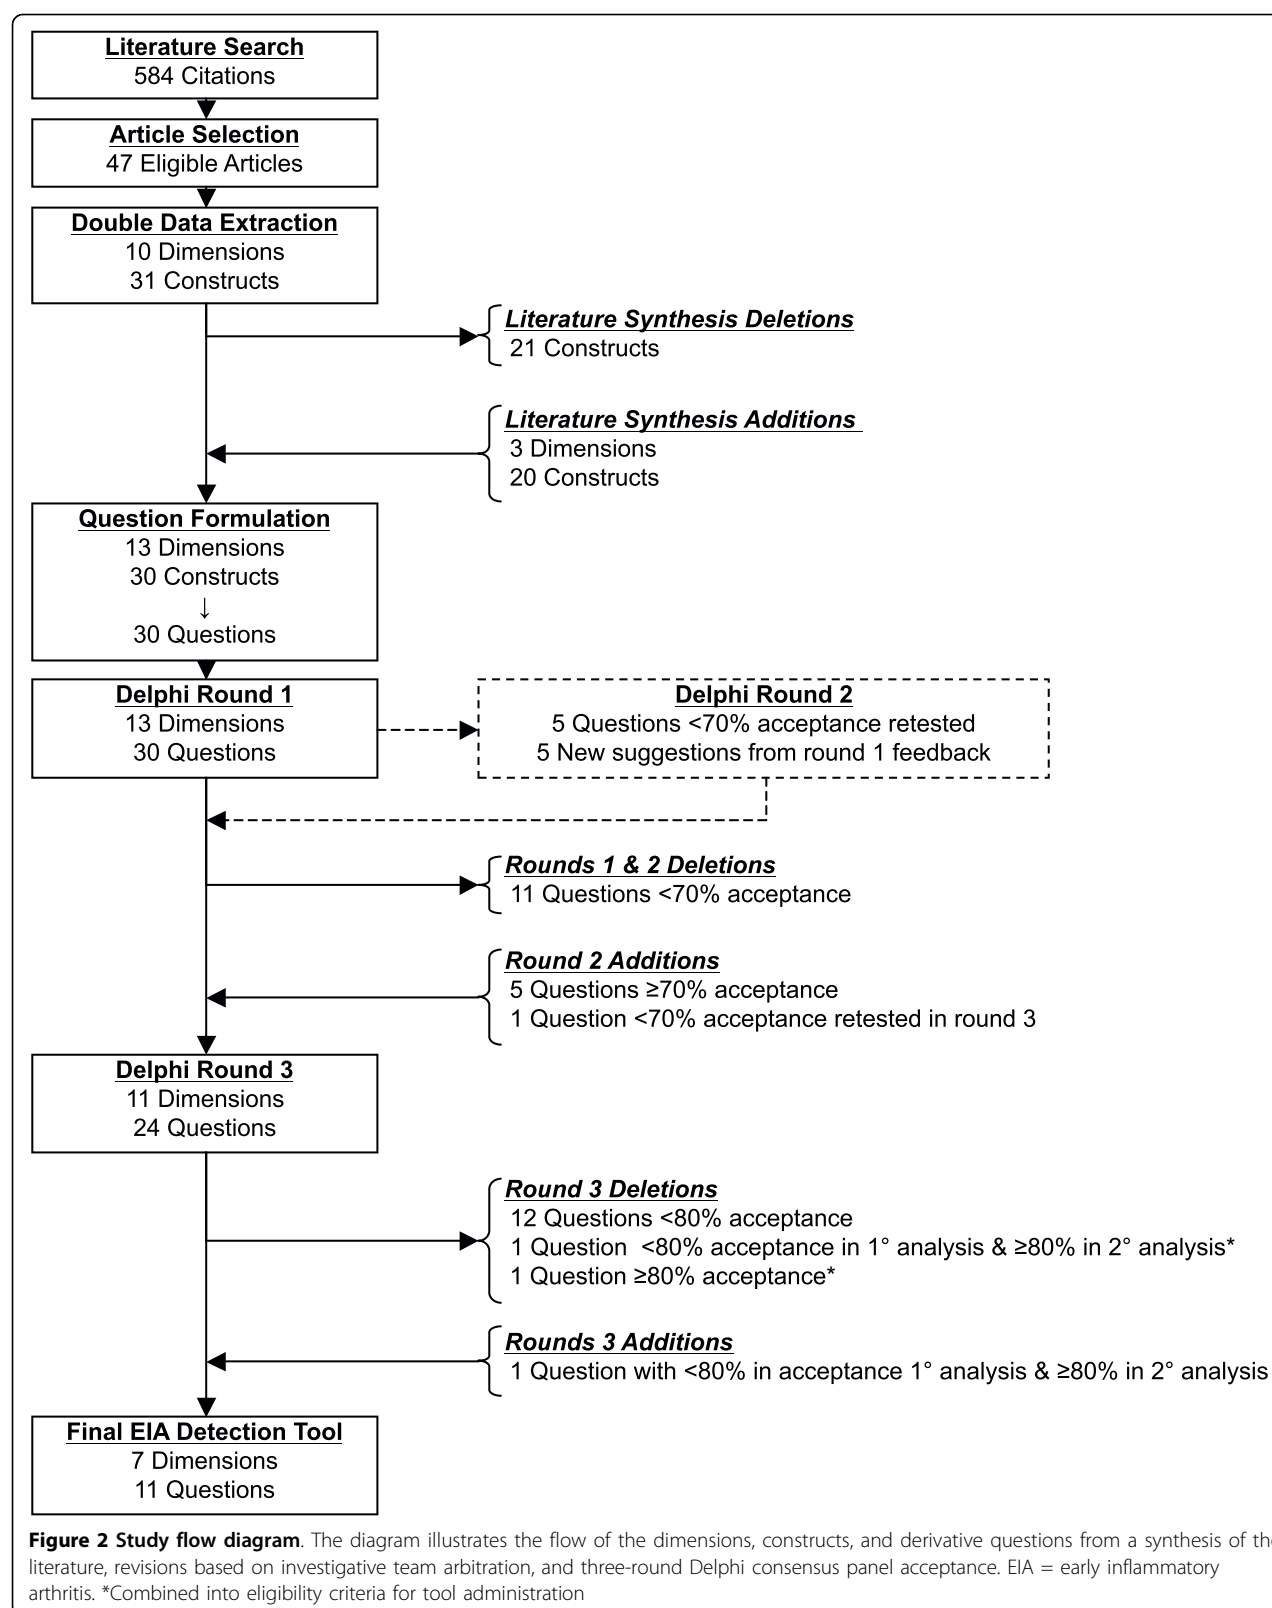 Literature Search
584 Citations
Article Selection
47 Eligible Articles
Double Data Extraction
10 Dimensions
31 Constructs
Literature Synthesis Deletions
21 Constructs
Literature Synthesis Additions
3 Dimensions
20 Constructs
Question Formulation
13 Dimensions
30 Constructs
↓
30 Questions
Delphi Round 1
13 Dimensions
30 Questions
Delphi Round 2
5 Questions <70% acceptance retested
5 New suggestions from round 1 feedback
Rounds 1 & 2 Deletions
11 Questions <70% acceptance
Round 2 Additions
5 Questions ≥70% acceptance
1 Question <70% acceptance retested in round 3
Delphi Round 3
11 Dimensions
24 Questions
Round 3 Deletions
12 Questions <80% acceptance
1 Question <80% acceptance in 1° analysis & ≥80% in 2° analysis*
1 Question ≥80% acceptance*
Rounds 3 Additions
1 Question with <80% in acceptance 1° analysis & ≥80% in 2° analysis
Final EIA Detection Tool
7 Dimensions
11 Questions
Figure 2 Study flow diagram. The diagram illustrates the flow of the dimensions, constructs, and derivative questions from a synthesis of the
literature, revisions based on investigative team arbitration, and three-round Delphi consensus panel acceptance. EIA = early inflammatory
arthritis. *Combined into eligibility criteria for tool administration